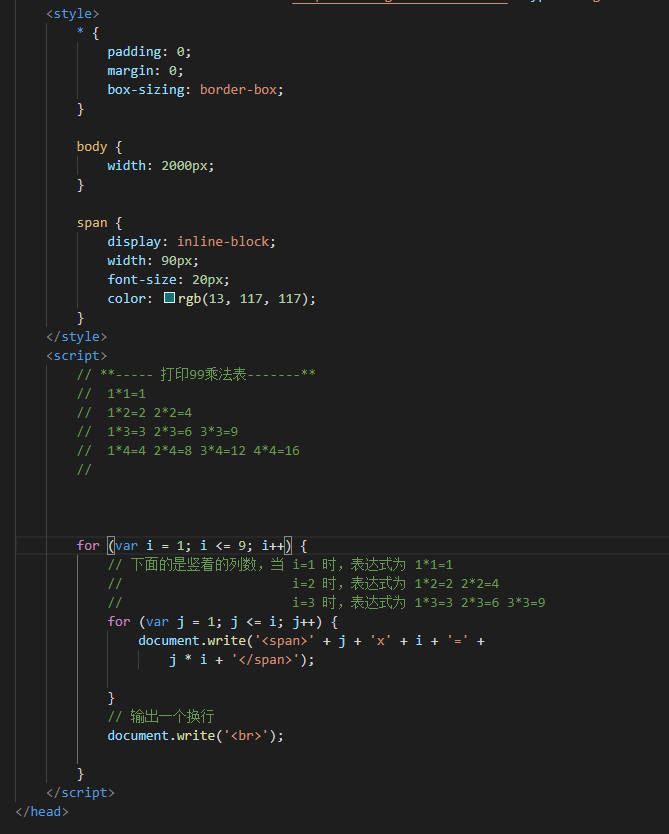 <style>
* {
padding: 0;
margin: 0;
box-sizing: border-box;
}
body {
width: 2000px;
}
span {
display: inline-block;
width: 90px;
font-size: 20px;
color: rgb(13, 117, 117);
}
</style>
<script>
// **----- 打印99乘法表-------**
//  1*1=1
//  1*2=2 2*2=4
//  1*3=3 2*3=6 3*3=9
//  1*4=4 2*4=8 3*4=12 4*4=16
//
for (var i = 1; i <= 9; i++) {
// 下面的是竖着的列数，当 i=1 时，表达式为 1*1=1
//                      i=2 时，表达式为 1*2=2 2*2=4
//                      i=3 时，表达式为 1*3=3 2*3=6 3*3=9
for (var j = 1; j <= i; j++) {
document.write('<span>' + j + 'x' + i + '=' +
j * i + '</span>');
}
// 输出一个换行
document.write('<br>');
}
</script>
</head>